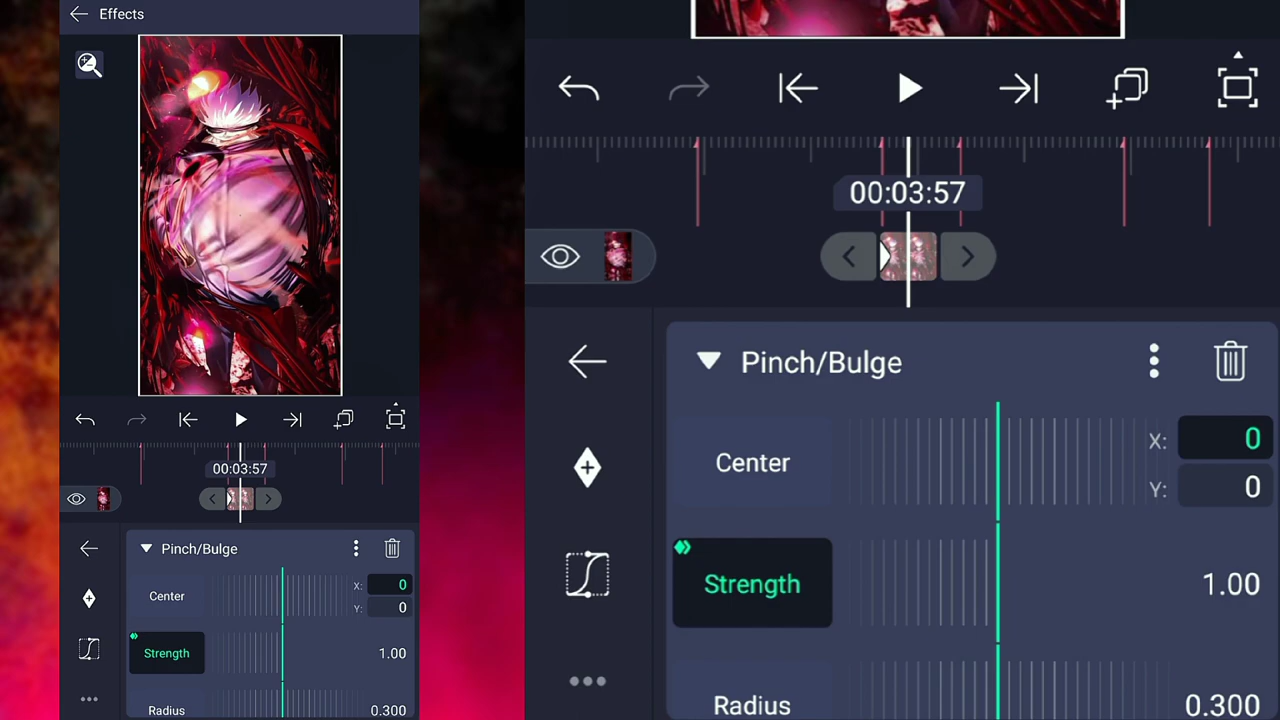 Effects
00:03:57
Pinch/Bulge
Center
X: 0
Y: 0
Strength
1.00
Radius
0.300
00:03:57
Pinch/Bulge
Center
X: 0
Y: 0
Strength
1.00
Radius
0.300